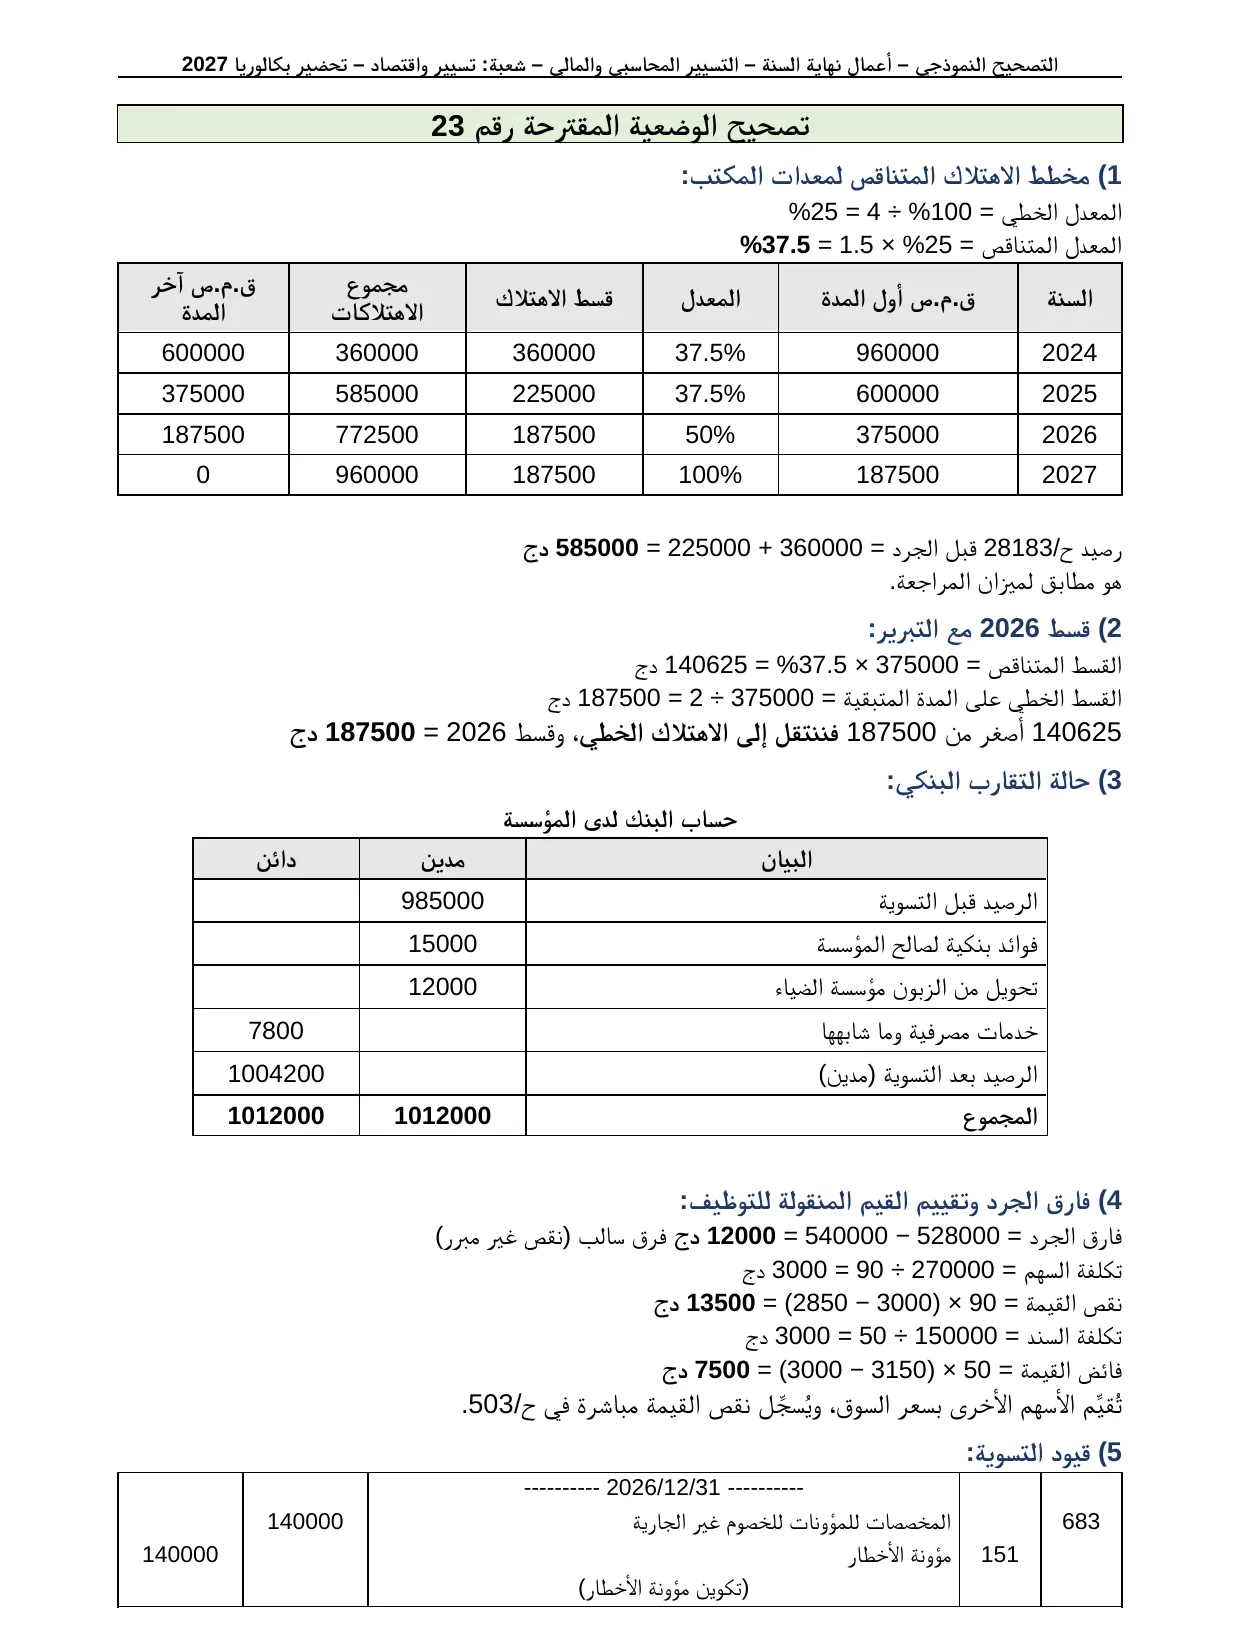 التصحيح النموذجي – أعمال نهاية السنة – التسيير المحاسبي والمالي – شعبة: تسيير واقتصاد – تحضير بكالوريا 2027
تصحيح الوضعية المقترحة رقم 23
1) مخطط الاهتلاك المتناقص لمعدات المكتب:
المعدل الخطي = 100% ÷ 4 = 25%
المعدل المتناقص = 25% × 1.5 = 37.5%
السنة ق.م.ص أول المدة المعدل قسط الاهتلاك مجموع الاهتلاكات ق.م.ص آخر المدة
2024 960000 37.5% 360000 360000 600000
2025 600000 37.5% 225000 585000 375000
2026 375000 50% 187500 772500 187500
2027 187500 100% 187500 960000 0
رصيد ح/28183 قبل الجرد = 360000 + 225000 = 585000 دج
هو مطابق لميزان المراجعة.
2) قسط 2026 مع التبرير:
القسط المتناقص = 375000 × 37.5% = 140625 دج
القسط الخطي على المدة المتبقية = 375000 ÷ 2 = 187500 دج
140625 أصغر من 187500 فننتقل إلى الاهتلاك الخطي، وقسط 2026 = 187500 دج
3) حالة التقارب البنكي:
حساب البنك لدى المؤسسة
البيان مدين دائن
الرصيد قبل التسوية 985000
فوائد بنكية لصالح المؤسسة 15000
تحويل من الزبون مؤسسة الضياء 12000
خدمات مصرفية وما شابهها 7800
الرصيد بعد التسوية (مدين) 1004200
المجموع 1012000 1012000
4) فارق الجرد وتقييم القيم المنقولة للتوظيف:
فارق الجرد = 528000 – 540000 = 12000 دج فرق سالب (نقص غير مبرر)
تكلفة السهم = 270000 ÷ 90 = 3000 دج
نقص القيمة = 90 × (3000 – 2850) = 13500 دج
تكلفة السند = 150000 ÷ 50 = 3000 دج
فائض القيمة = 50 × (3150 – 3000) = 7500 دج
تُقيِّم الأسهم الأخرى بسعر السوق، ويُسجِّل نقص القيمة مباشرة في ح/503.
5) قيود التسوية:
---------- 2026/12/31 ----------
683 المخصصات للمؤونات للخصوم غير الجارية 140000
151 مؤونة الأخطار 140000
(تكوين مؤونة الأخطار)